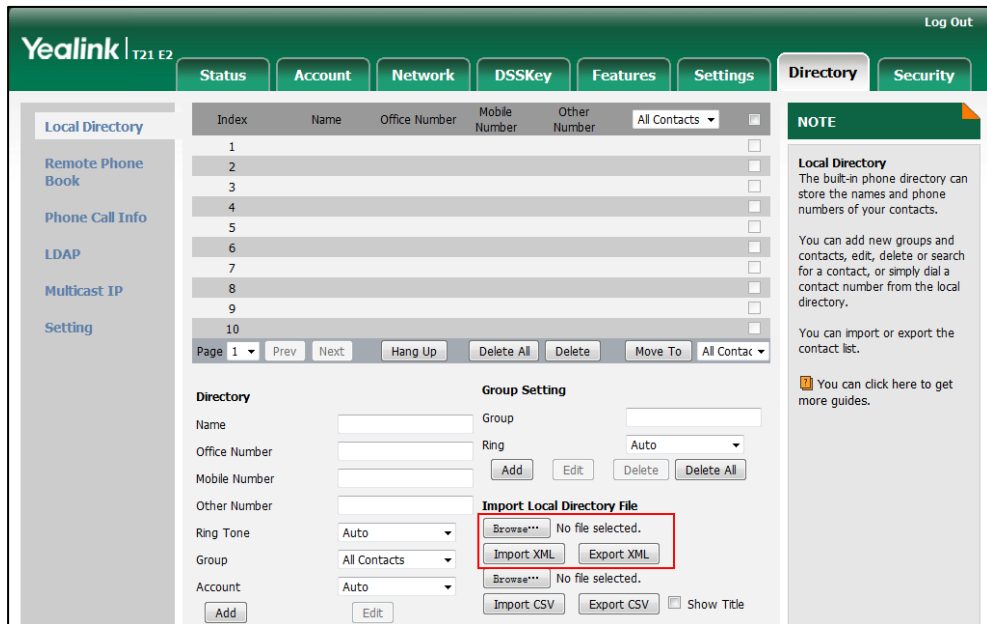 Log Out
Yealink | T21 E2
Status Account Network DSSKey Features Settings Directory Security
Local Directory
Remote Phone
Book
Phone Call Info
LDAP
Multicast IP
Setting
Index Name Office Number Mobile Number Other Number All Contacts
1
2
3
4
5
6
7
8
9
10
Page 1 Prev Next Hang Up Delete All Delete Move To All Contac
Directory
Name
Office Number
Mobile Number
Other Number
Ring Tone Auto
Group All Contacts
Account Auto
Add Edit
Group Setting
Group
Ring Auto
Add Edit Delete Delete All
Import Local Directory File
Browse... No file selected.
Import XML Export XML
Browse... No file selected.
Import CSV Export CSV Show Title
NOTE
Local Directory
The built-in phone directory can
store the names and phone
numbers of your contacts.
You can add new groups and
contacts, edit, delete or search
for a contact, or simply dial a
contact number from the local
directory.
You can import or export the
contact list.
? You can click here to get
more guides.